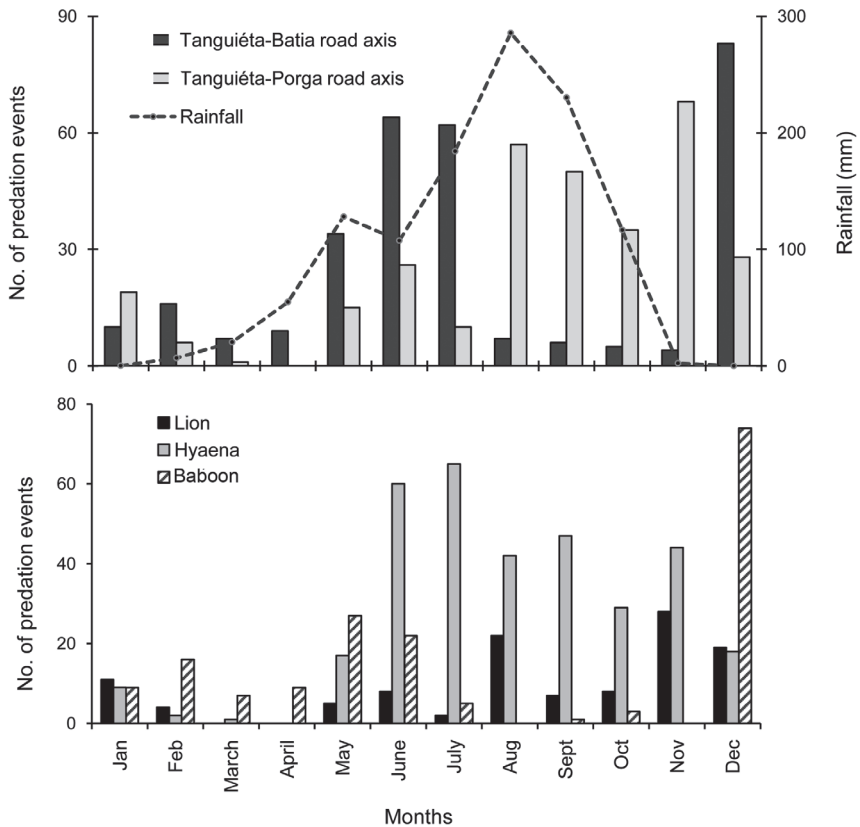 90
60
30
0
No. of predation events
Tanguiéta-Batia road axis
Tanguiéta-Porga road axis
Rainfall
300
200
100
0
Rainfall (mm)
80
60
40
20
0
No. of predation events
Lion
Hyaena
Baboon
Jan
Feb
March
April
May
June
July
Aug
Sept
Oct
Nov
Dec
Months